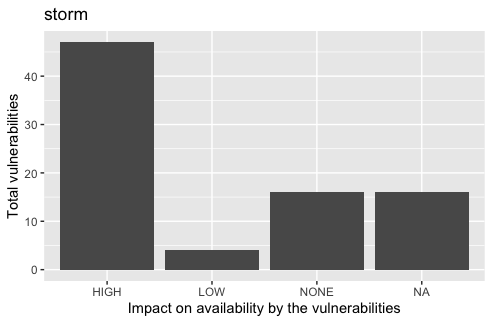 storm
Total vulnerabilities
40
30
20
10
0
HIGH LOW NONE NA
Impact on availability by the vulnerabilities